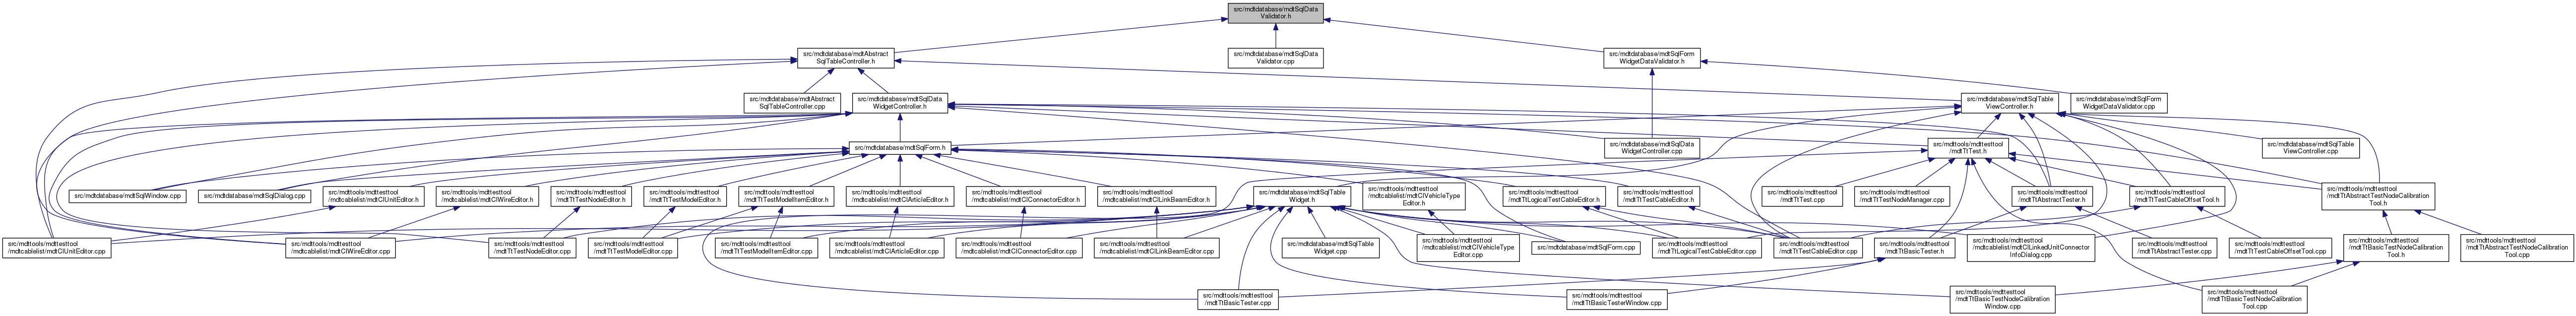 src/mdtdatabase/mdtSqlData
Validator.h
src/mdtdatabase/mdtAbstract
SqlTableController.h
src/mdtdatabase/mdtSqlData
Validator.cpp
src/mdtdatabase/mdtSqlForm
WidgetDataValidator.h
src/mdtdatabase/mdtAbstract
SqlTableController.cpp
src/mdtdatabase/mdtSqlData
WidgetController.h
src/mdtdatabase/mdtSqlTable
ViewController.h
src/mdtdatabase/mdtSqlForm
WidgetDataValidator.cpp
src/mdtdatabase/mdtSqlForm.h
src/mdtdatabase/mdtSqlData
WidgetController.cpp
src/mdttools/mdttesttool
/mdtTtTest.h
src/mdtdatabase/mdtSqlTable
ViewController.cpp
src/mdtdatabase/mdtSqlWindow.cpp
src/mdtdatabase/mdtSqlDialog.cpp
src/mdttools/mdttesttool
/mdtcablelist/mdtClUnitEditor.h
src/mdttools/mdttesttool
/mdtcablelist/mdtClWireEditor.h
src/mdttools/mdttesttool
/mdtTtTestNodeEditor.h
src/mdttools/mdttesttool
/mdtTtTestModelEditor.h
src/mdttools/mdttesttool
/mdtTtTestModelItemEditor.h
src/mdttools/mdttesttool
/mdtcablelist/mdtClArticleEditor.h
src/mdttools/mdttesttool
/mdtcablelist/mdtClConnectorEditor.h
src/mdttools/mdttesttool
/mdtcablelist/mdtClLinkBeamEditor.h
src/mdtdatabase/mdtSqlTable
Widget.h
src/mdttools/mdttesttool
/mdtcablelist/mdtClVehicleType
Editor.h
src/mdttools/mdttesttool
/mdtTtLogicalTestCableEditor.h
src/mdttools/mdttesttool
/mdtTtTestCableEditor.h
src/mdttools/mdttesttool
/mdtTtTest.cpp
src/mdttools/mdttesttool
/mdtTtTestNodeManager.cpp
src/mdttools/mdttesttool
/mdtTtAbstractTester.h
src/mdttools/mdttesttool
/mdtTtTestCableOffsetTool.h
src/mdttools/mdttesttool
/mdtTtAbstractTestNodeCalibration
Tool.h
src/mdttools/mdttesttool
/mdtcablelist/mdtClUnitEditor.cpp
src/mdttools/mdttesttool
/mdtcablelist/mdtClWireEditor.cpp
src/mdttools/mdttesttool
/mdtTtTestNodeEditor.cpp
src/mdttools/mdttesttool
/mdtTtTestModelEditor.cpp
src/mdttools/mdttesttool
/mdtTtTestModelItemEditor.cpp
src/mdttools/mdttesttool
/mdtcablelist/mdtClArticleEditor.cpp
src/mdttools/mdttesttool
/mdtcablelist/mdtClConnectorEditor.cpp
src/mdttools/mdttesttool
/mdtcablelist/mdtClLinkBeamEditor.cpp
src/mdtdatabase/mdtSqlTable
Widget.cpp
src/mdttools/mdttesttool
/mdtcablelist/mdtClVehicleType
Editor.cpp
src/mdtdatabase/mdtSqlForm.cpp
src/mdttools/mdttesttool
/mdtTtLogicalTestCableEditor.cpp
src/mdttools/mdttesttool
/mdtTtTestCableEditor.cpp
src/mdttools/mdttesttool
/mdtTtBasicTester.h
src/mdttools/mdttesttool
/mdtcablelist/mdtClLinkedUnitConnector
InfoDialog.cpp
src/mdttools/mdttesttool
/mdtTtAbstractTester.cpp
src/mdttools/mdttesttool
/mdtTtTestCableOffsetTool.cpp
src/mdttools/mdttesttool
/mdtTtBasicTestNodeCalibration
Tool.h
src/mdttools/mdttesttool
/mdtTtAbstractTestNodeCalibration
Tool.cpp
src/mdttools/mdttesttool
/mdtTtBasicTester.cpp
src/mdttools/mdttesttool
/mdtTtBasicTesterWindow.cpp
src/mdttools/mdttesttool
/mdtTtBasicTestNodeCalibration
Window.cpp
src/mdttools/mdttesttool
/mdtTtBasicTestNodeCalibration
Tool.cpp